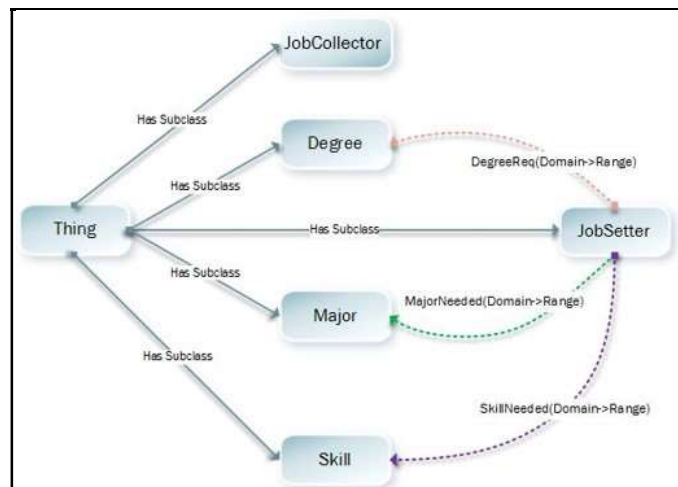 JobCollector
Has Subclass
Degree
DegreeReq(Domain->Range)
Has Subclass
Thing
Has Subclass
JobSetter
Has Subclass
MajorNeeded(Domain->Range)
Major
Has Subclass
SkillNeeded(Domain->Range)
Skill